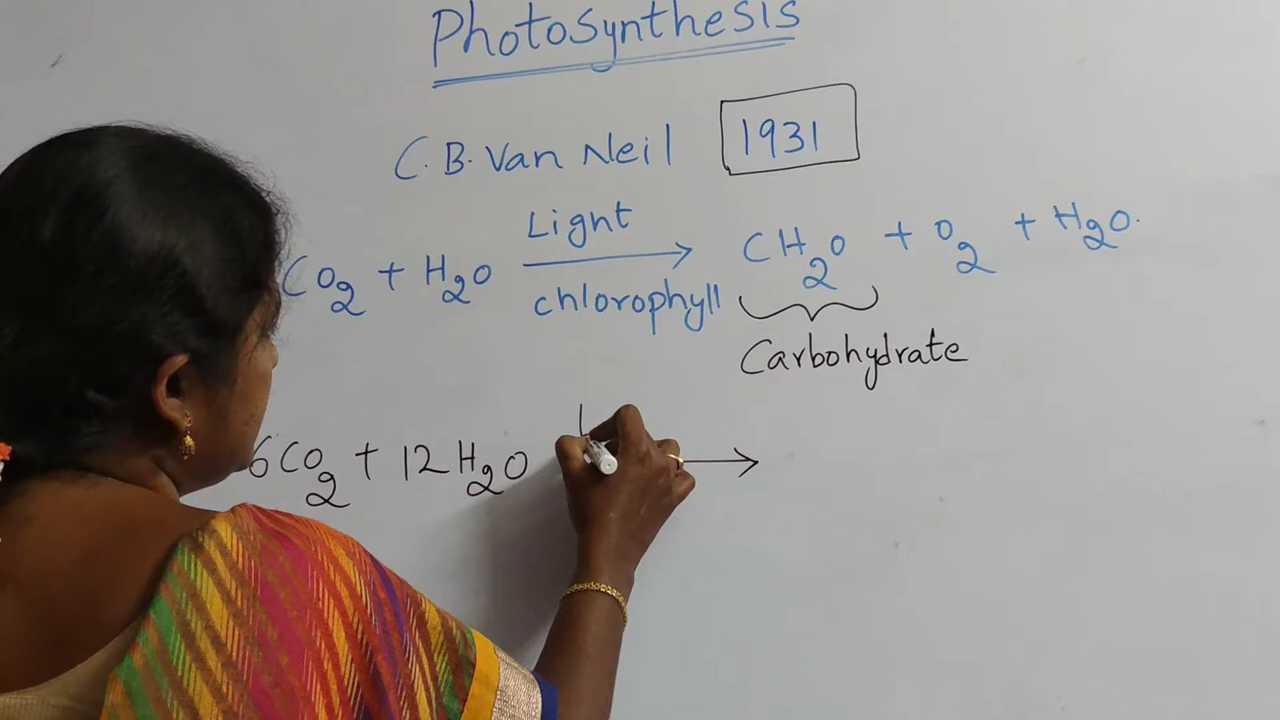 Photosynthesis
C. B. Van Neil 1931
Light
CO2 + H2O → CH2O + O2 + H2O.
chlorophyll
Carbohydrate
L
6CO2 + 12H2O →